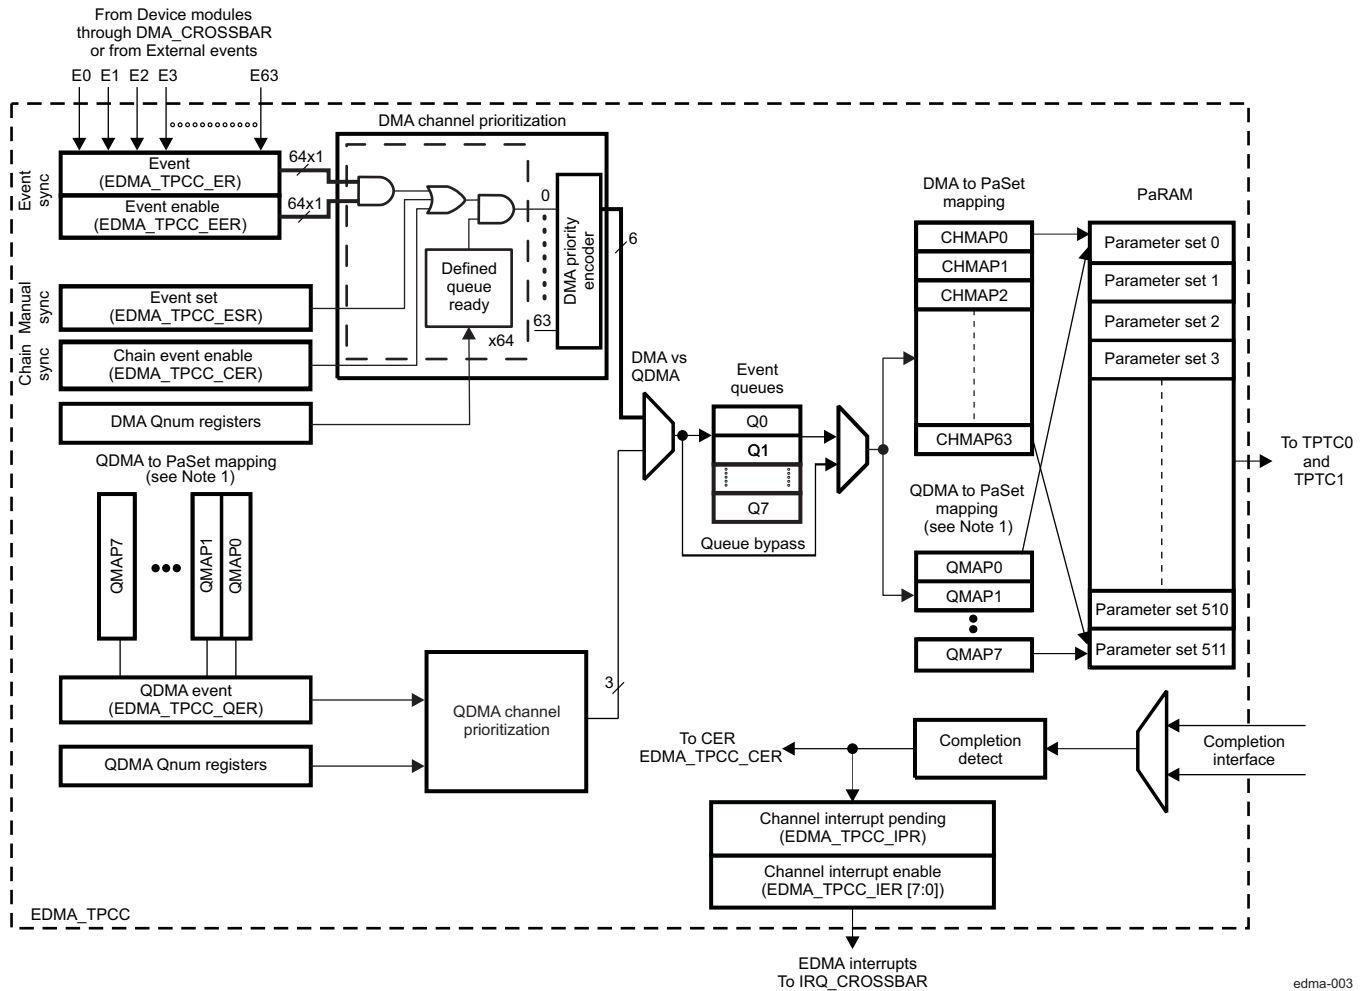 From Device modules
through DMA_CROSSBAR
or from External events
E0 E1 E2 E3 E63
DMA channel prioritization
Event
sync
Event
(EDMA_TPCC_ER)
64x1
Event enable
(EDMA_TPCC_EER)
64x1
Manual
sync
Event set
(EDMA_TPCC_ESR)
Chain
sync
Chain event enable
(EDMA_TPCC_CER)
DMA Qnum registers
Defined
queue
ready
x64
0
63
DMA priority
encoder
6
QDMA to PaSet mapping
(see Note 1)
QMAP7
QMAP1
QMAP0
QDMA event
(EDMA_TPCC_QER)
QDMA Qnum registers
QDMA channel
prioritization
3
DMA vs
QDMA
Event
queues
Q0
Q1
Q7
Queue bypass
DMA to PaSet
mapping
CHMAP0
CHMAP1
CHMAP2
CHMAP63
QDMA to PaSet
mapping
(see Note 1)
QMAP0
QMAP1
QMAP7
PaRAM
Parameter set 0
Parameter set 1
Parameter set 2
Parameter set 3
Parameter set 510
Parameter set 511
To TPTC0
and
TPTC1
Completion
interface
Completion
detect
To CER
EDMA_TPCC_CER
Channel interrupt pending
(EDMA_TPCC_IPR)
Channel interrupt enable
(EDMA_TPCC_IER [7:0])
EDMA_TPCC
EDMA interrupts
To IRQ_CROSSBAR
edma-003